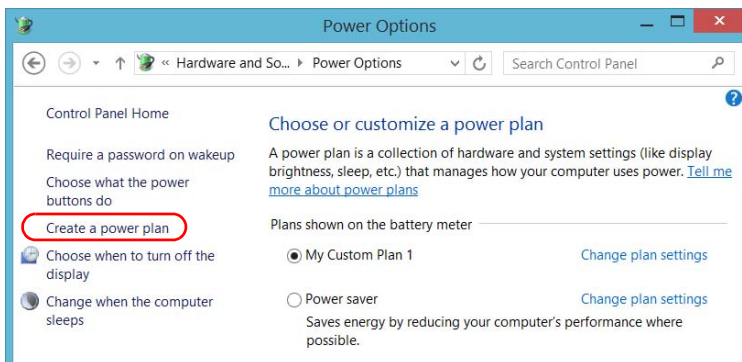 Power Options
« Hardware and So... Power Options
Search Control Panel
Control Panel Home
Require a password on wakeup
Choose what the power
buttons do
Create a power plan
Choose when to turn off the
display
Change when the computer
sleeps
Choose or customize a power plan
A power plan is a collection of hardware and system settings (like display
brightness, sleep, etc.) that manages how your computer uses power. Tell me
more about power plans
Plans shown on the battery meter
My Custom Plan 1 Change plan settings
Power saver Change plan settings
Saves energy by reducing your computer's performance where
possible.